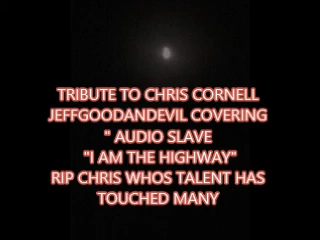 TRIBUTE TO CHRIS CORNELL
JEFFGOODANDEVIL COVERING
" AUDIO SLAVE
"I AM THE HIGHWAY"
RIP CHRIS WHOS TALENT HAS
TOUCHED MANY